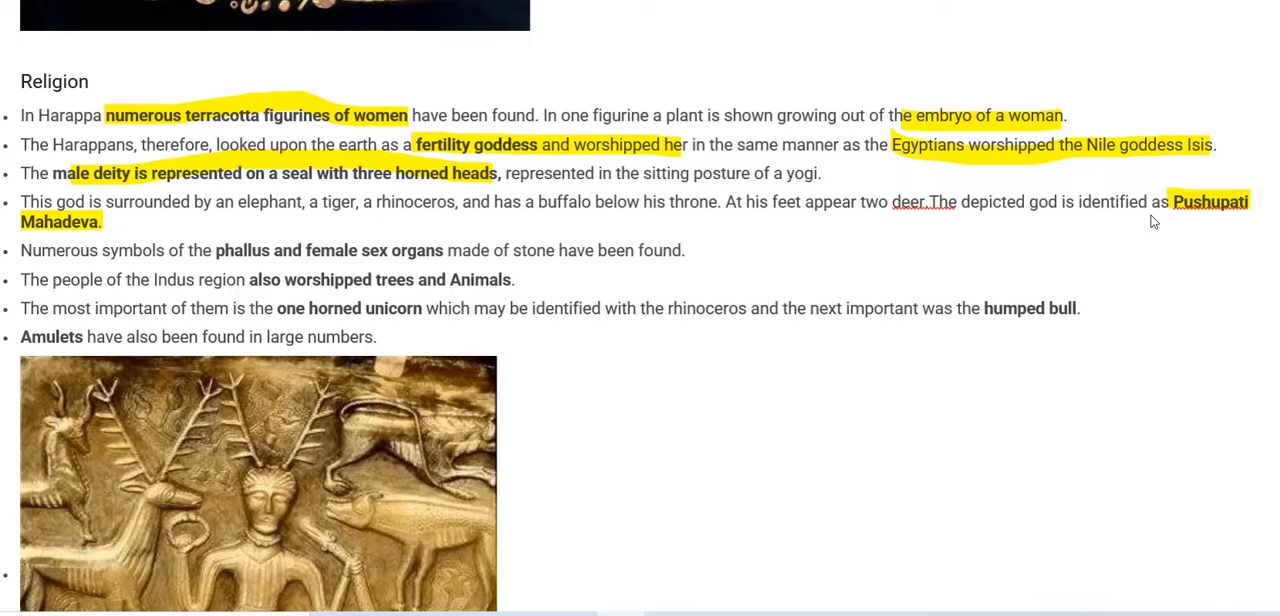 Religion
In Harappa numerous terracotta figurines of women have been found. In one figurine a plant is shown growing out of the embryo of a woman.
The Harappans, therefore, looked upon the earth as a fertility goddess and worshipped her in the same manner as the Egyptians worshipped the Nile goddess Isis.
The male deity is represented on a seal with three horned heads, represented in the sitting posture of a yogi.
This god is surrounded by an elephant, a tiger, a rhinoceros, and has a buffalo below his throne. At his feet appear two deer.The depicted god is identified as Pushupati
Mahadeva.
Numerous symbols of the phallus and female sex organs made of stone have been found.
The people of the Indus region also worshipped trees and Animals.
The most important of them is the one horned unicorn which may be identified with the rhinoceros and the next important was the humped bull.
Amulets have also been found in large numbers.